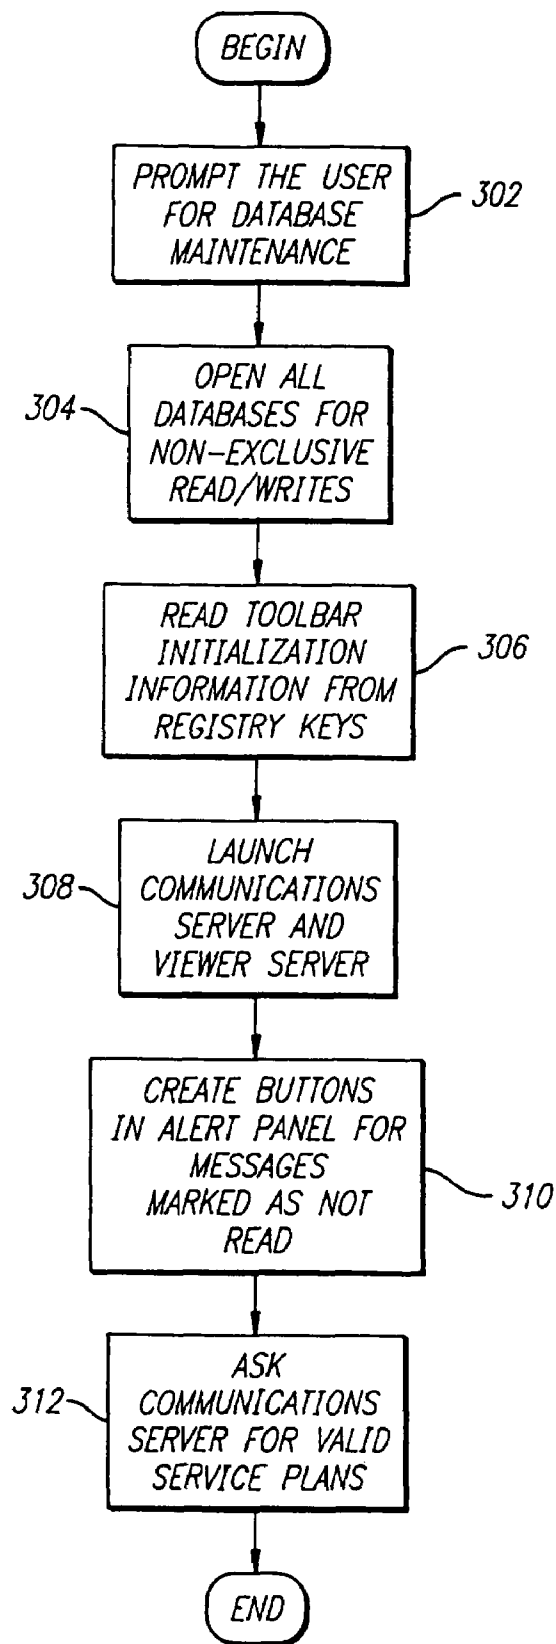 BEGIN
PROMPT THE USER
FOR DATABASE
MAINTENANCE
302
OPEN ALL
DATABASES FOR
NON-EXCLUSIVE
READ/WRITES
304
READ TOOLBAR
INITIALIZATION
INFORMATION FROM
REGISTRY KEYS
306
LAUNCH
COMMUNICATIONS
SERVER AND
VIEWER SERVER
308
CREATE BUTTONS
IN ALERT PANEL FOR
MESSAGES
MARKED AS NOT
READ
310
ASK
COMMUNICATIONS
SERVER FOR VALID
SERVICE PLANS
312
END